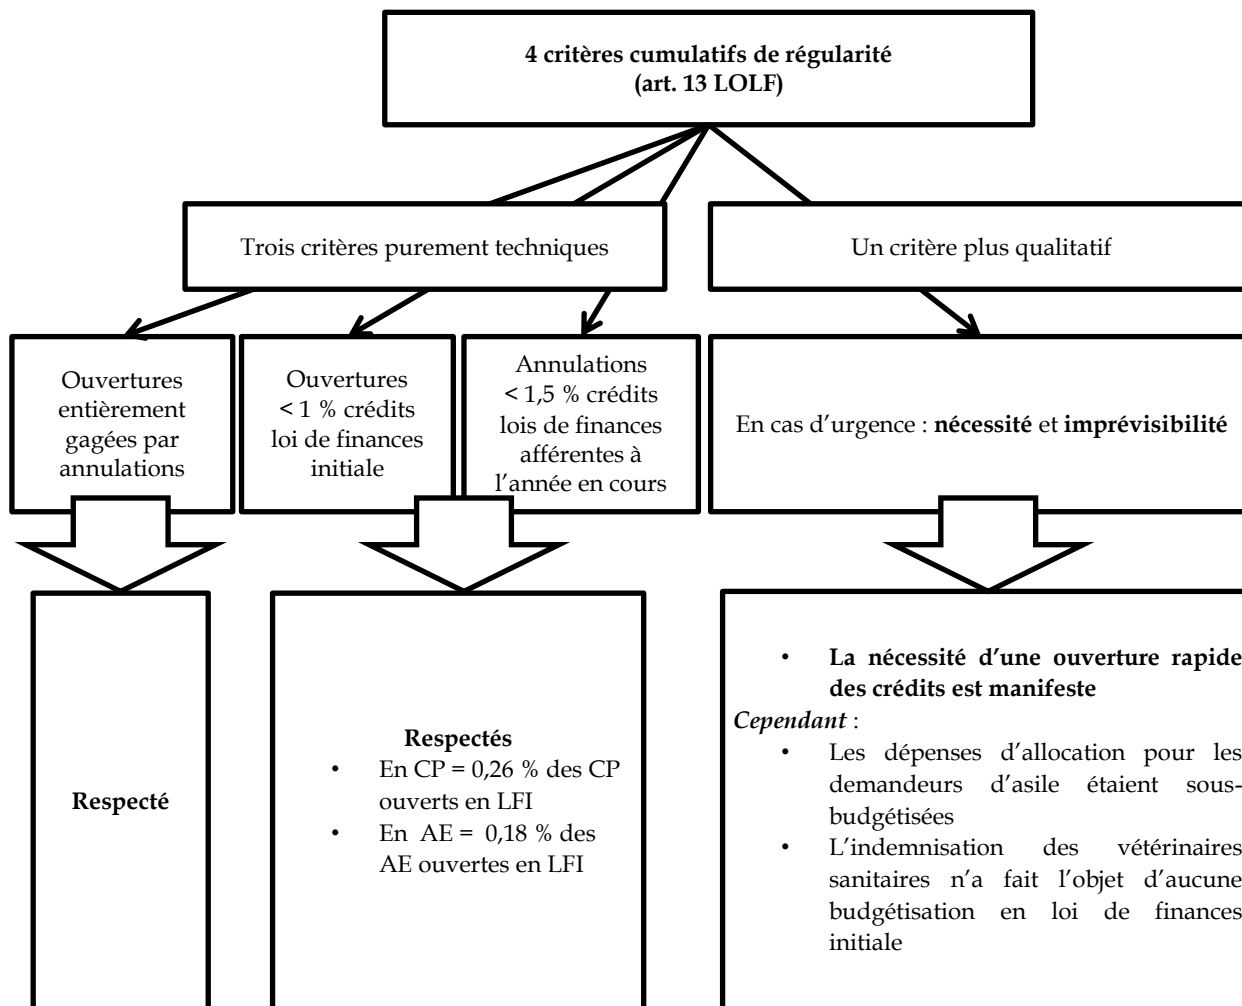 4 critères cumulatifs de régularité
(art. 13 LOLF)
Trois critères purement techniques
Un critère plus qualitatif
Ouvertures
entièrement
gagées par
annulations
Ouvertures
< 1 % crédits
loi de finances
initiale
Annulations
< 1,5 % crédits
lois de finances
afférentes à
l’année en cours
En cas d’urgence : nécessité et imprévisibilité
Respecté
Respectés
• En CP = 0,26 % des CP
ouverts en LFI
• En AE = 0,18 % des
AE ouvertes en LFI
• La nécessité d’une ouverture rapide
des crédits est manifeste
Cependant :
• Les dépenses d’allocation pour les
demandeurs d’asile étaient sous-
budgétisées
• L’indemnisation des vétérinaires
sanitaires n’a fait l’objet d’aucune
budgétisation en loi de finances
initiale